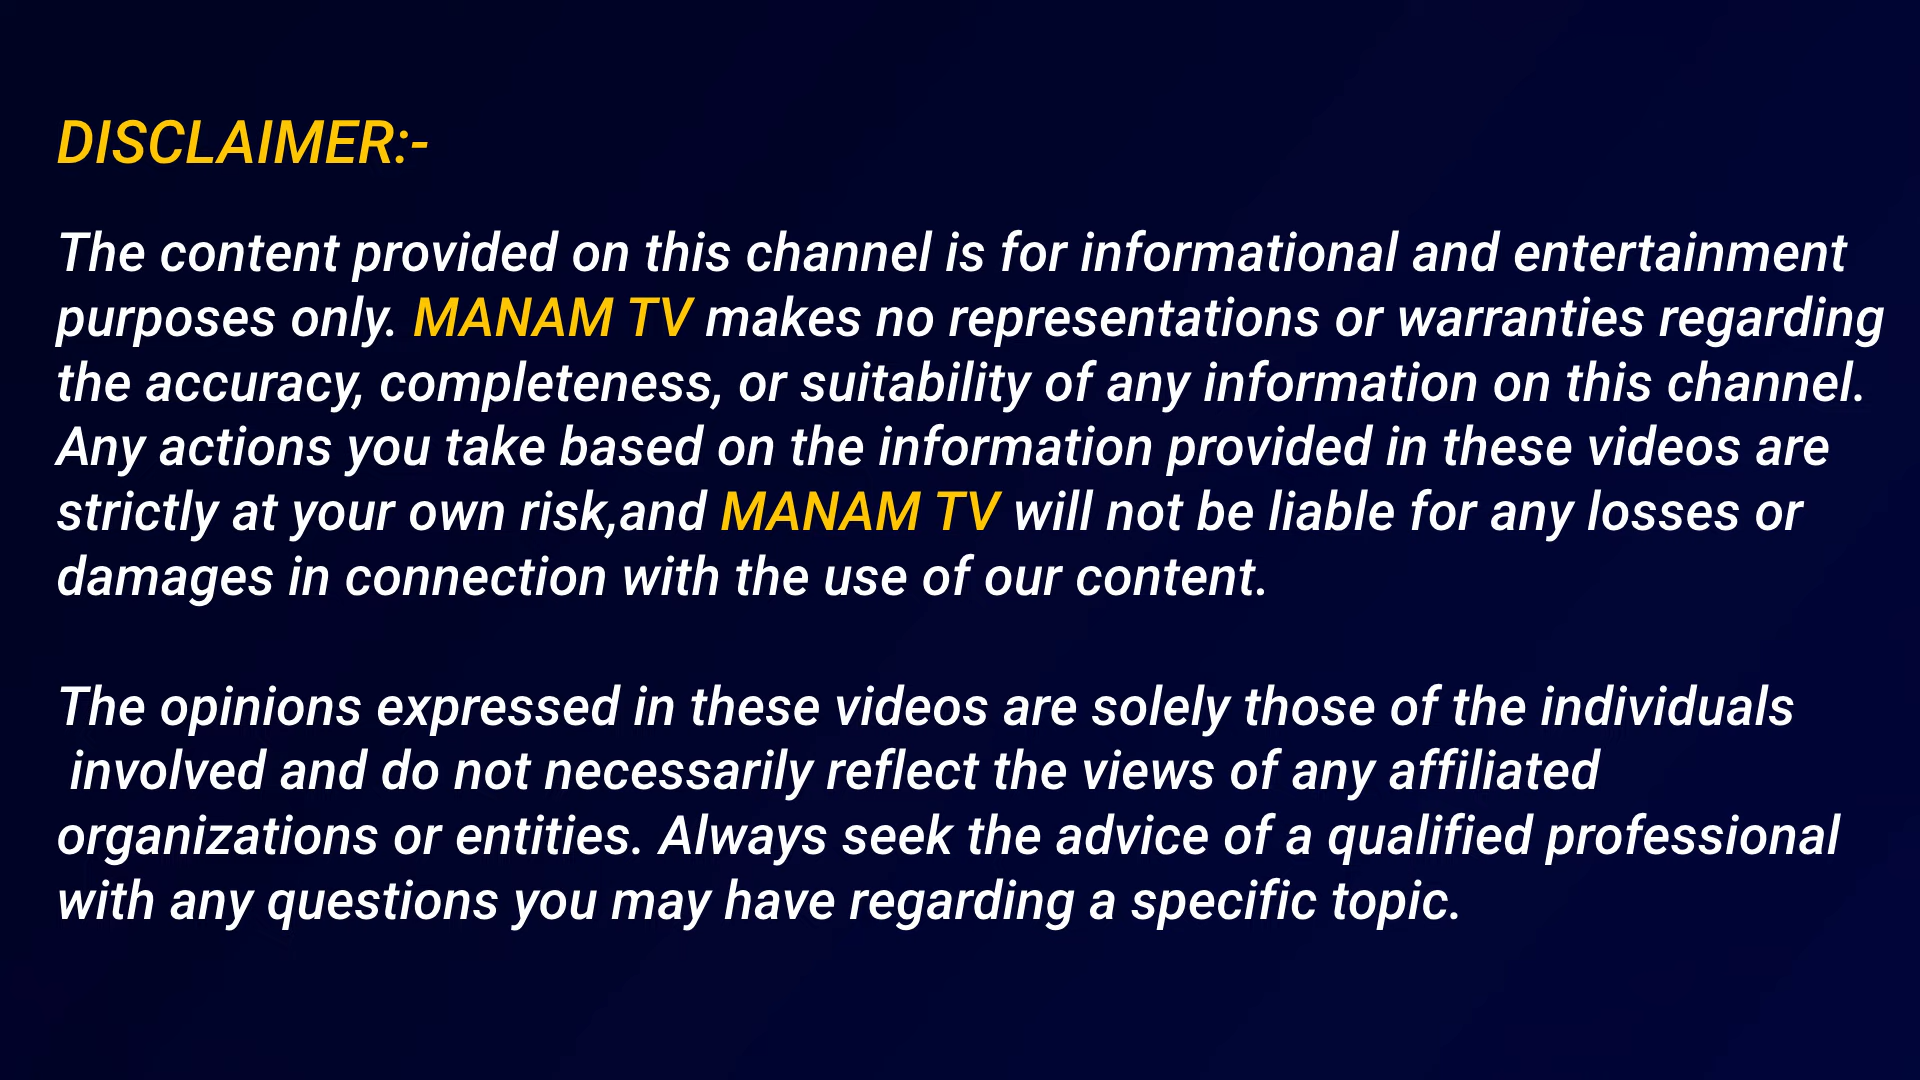 DISCLAIMER:-
The content provided on this channel is for informational and entertainment
purposes only. MANAM TV makes no representations or warranties regarding
the accuracy, completeness, or suitability of any information on this channel.
Any actions you take based on the information provided in these videos are
strictly at your own risk,and MANAM TV will not be liable for any losses or
damages in connection with the use of our content.
The opinions expressed in these videos are solely those of the individuals
involved and do not necessarily reflect the views of any affiliated
organizations or entities. Always seek the advice of a qualified professional
with any questions you may have regarding a specific topic.